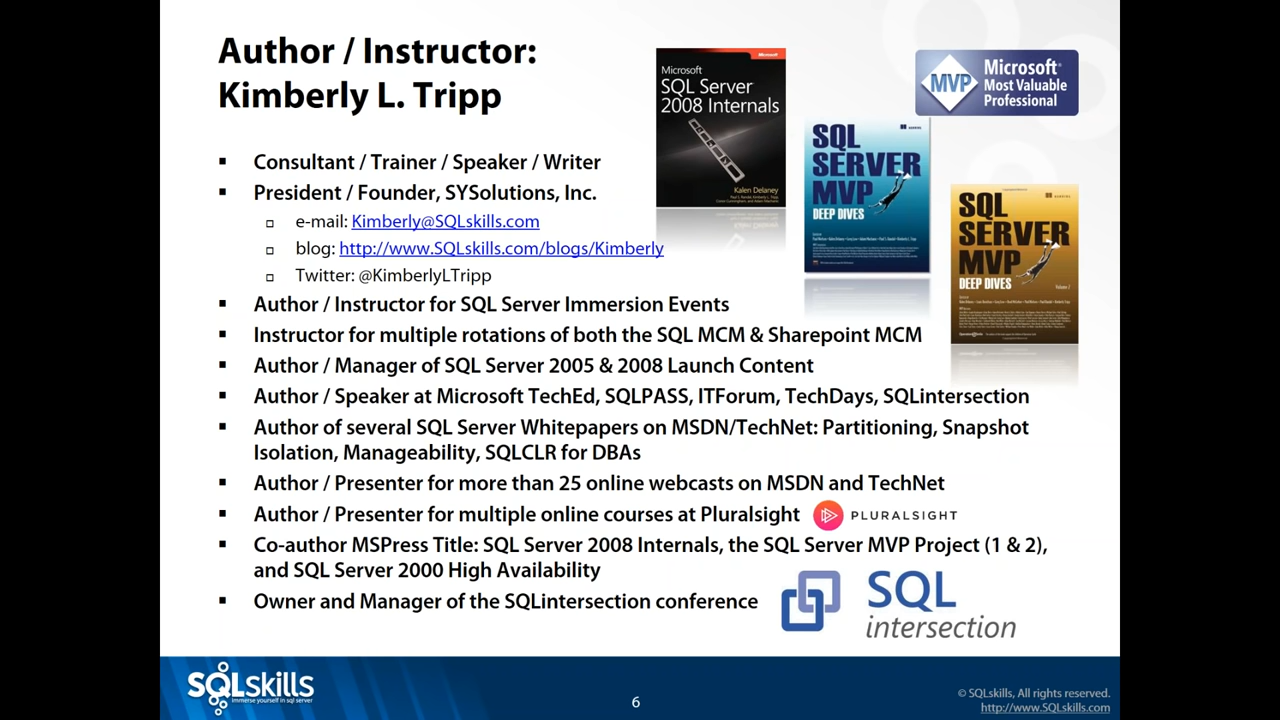 Author / Instructor:
Kimberly L. Tripp
Consultant / Trainer / Speaker / Writer
President / Founder, SYSolutions, Inc.
e-mail: Kimberly@SQLskills.com
blog: http://www.SQLskills.com/blogs/Kimberly
Twitter: @KimberlyLTripp
Author / Instructor for SQL Server Immersion Events
Instructor for multiple rotations of both the SQL MCM & Sharepoint MCM
Author / Manager of SQL Server 2005 & 2008 Launch Content
Author / Speaker at Microsoft TechEd, SQLPASS, ITForum, TechDays, SQLintersection
Author of several SQL Server Whitepapers on MSDN/TechNet: Partitioning, Snapshot
Isolation, Manageability, SQLCLR for DBAs
Author / Presenter for more than 25 online webcasts on MSDN and TechNet
Author / Presenter for multiple online courses at Pluralsight
PLURALSIGHT
Co-author MSPress Title: SQL Server 2008 Internals, the SQL Server MVP Project (1 & 2),
and SQL Server 2000 High Availability
Owner and Manager of the SQLintersection conference
SQL
intersection
Microsoft
Microsoft
SQL Server
2008 Internals
Kalen Delaney
SQL
SERVER
MVP
DEEP DIVES
MANNING
SQL
SERVER
MVP
DEEP DIVES
Volume 2
MANNING
MVP
Microsoft®
Most Valuable
Professional
SQLskills
immerse yourself in sql server
6
© SQLskills, All rights reserved.
http://www.SQLskills.com